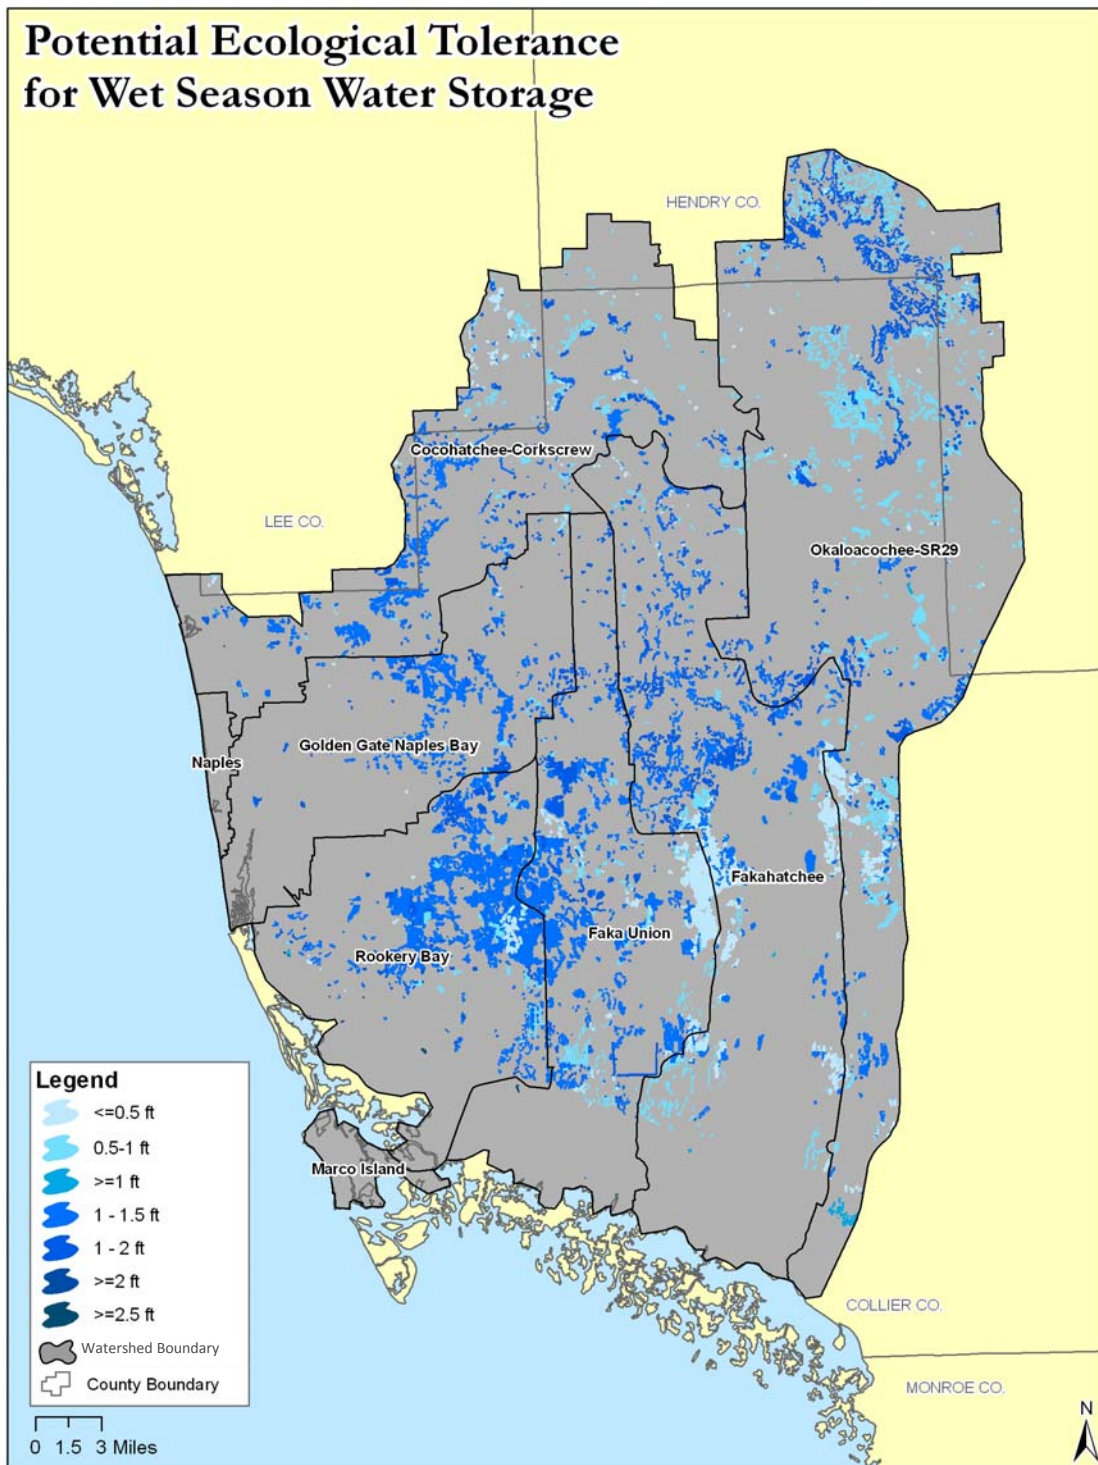 Potential Ecological Tolerance
for Wet Season Water Storage
HENDRY CO.
Cocohatchee-Corkscrew
LEE CO.
Okaloacochee-SR29
Golden Gate Naples Bay
Naples
Fakahatchee
Faka Union
Rookery Bay
Marco Island
COLLIER CO.
MONROE CO.
Legend
<=0.5 ft
0.5-1 ft
>=1 ft
1 - 1.5 ft
1 - 2 ft
>=2 ft
>=2.5 ft
Watershed Boundary
County Boundary
0 1.5 3 Miles
N